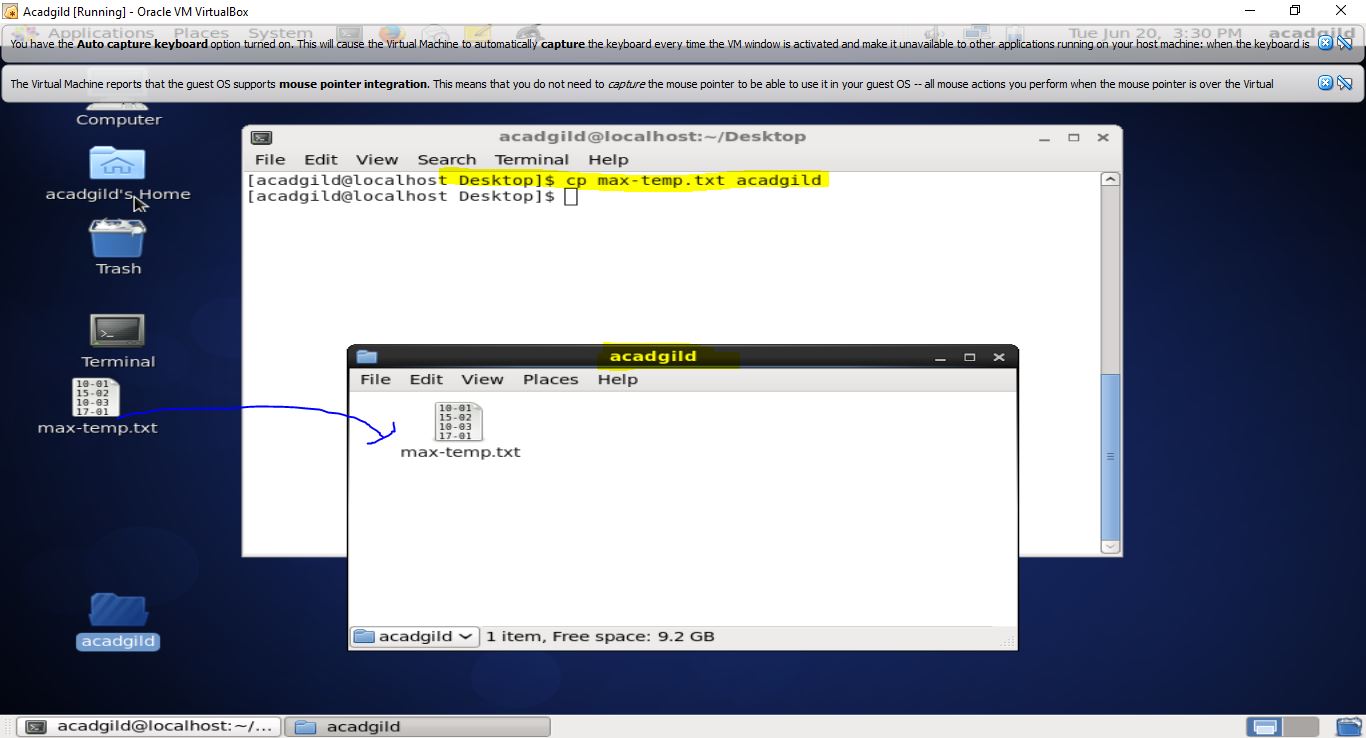 Acadgild [Running] - Oracle VM VirtualBox
Applications Places System Tue Jun 20, 3:30 PM acadgild
You have the Auto capture keyboard option turned on. This will cause the Virtual Machine to automatically capture the keyboard every time the VM window is activated and make it unavailable to other applications running on your host machine: when the keyboard is
The Virtual Machine reports that the guest OS supports mouse pointer integration. This means that you do not need to capture the mouse pointer to be able to use it in your guest OS -- all mouse actions you perform when the mouse pointer is over the Virtual
Computer
acadgild's Home
Trash
Terminal
10-01
15-02
10-03
17-01
max-temp.txt
acadgild
acadgild@localhost:~/Desktop
File Edit View Search Terminal Help
[acadgild@localhost Desktop]$ cp max-temp.txt acadgild
[acadgild@localhost Desktop]$
acadgild
File Edit View Places Help
10-01
15-02
10-03
17-01
max-temp.txt
acadgild 1 item, Free space: 9.2 GB
acadgild@localhost:~/... acadgild